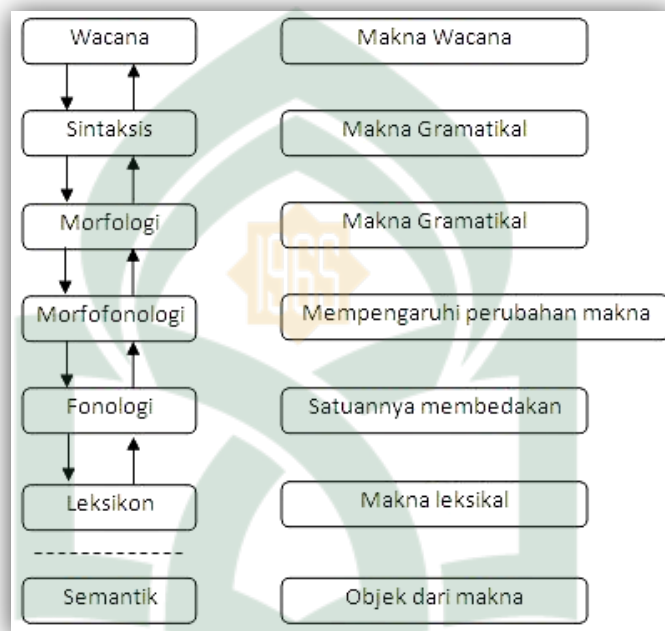 Wacana Makna Wacana
Sintaksis Makna Gramatikal
Morfologi Makna Gramatikal
1965
Morfofonologi Mempengaruhi perubahan makna
Fonologi Satuannya membedakan
Leksikon Makna leksikal
Semantik Objek dari makna